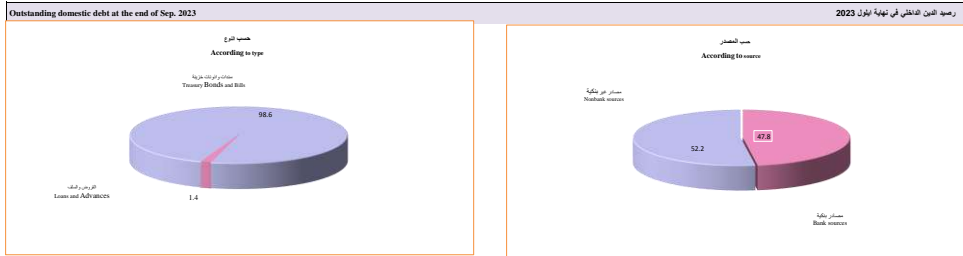 Outstanding domestic debt at the end of Sep. 2023
رصيد الدين الداخلي في نهاية ايلول 2023
حسب النوع
According to type
سندات واذونات خزينة
Treasury Bonds and Bills
98.6
القروض والسلف
Loans and Advances
1.4
حسب المصدر
According to source
مصادر غير بنكية
Nonbank sources
47.8
52.2
مصادر بنكية
Bank sources